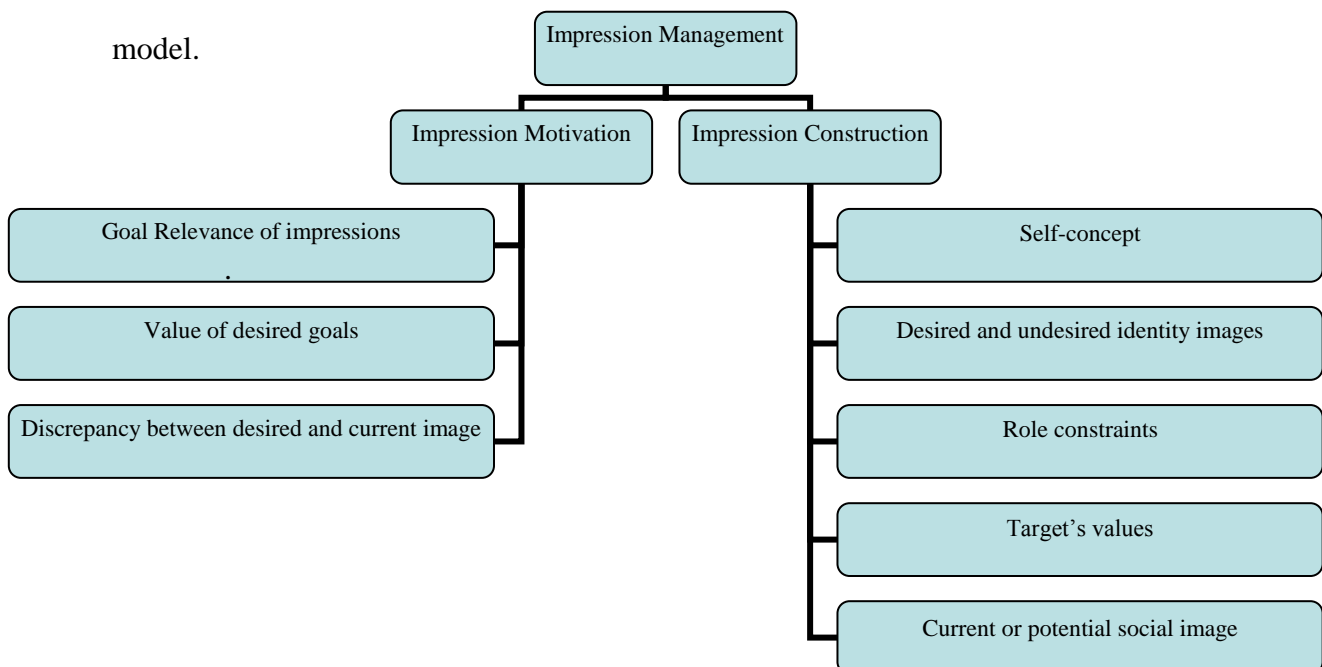 model.
Impression Management
Impression Motivation
Impression Construction
Goal Relevance of impressions
.
Value of desired goals
Discrepancy between desired and current image
Self-concept
Desired and undesired identity images
Role constraints
Target’s values
Current or potential social image